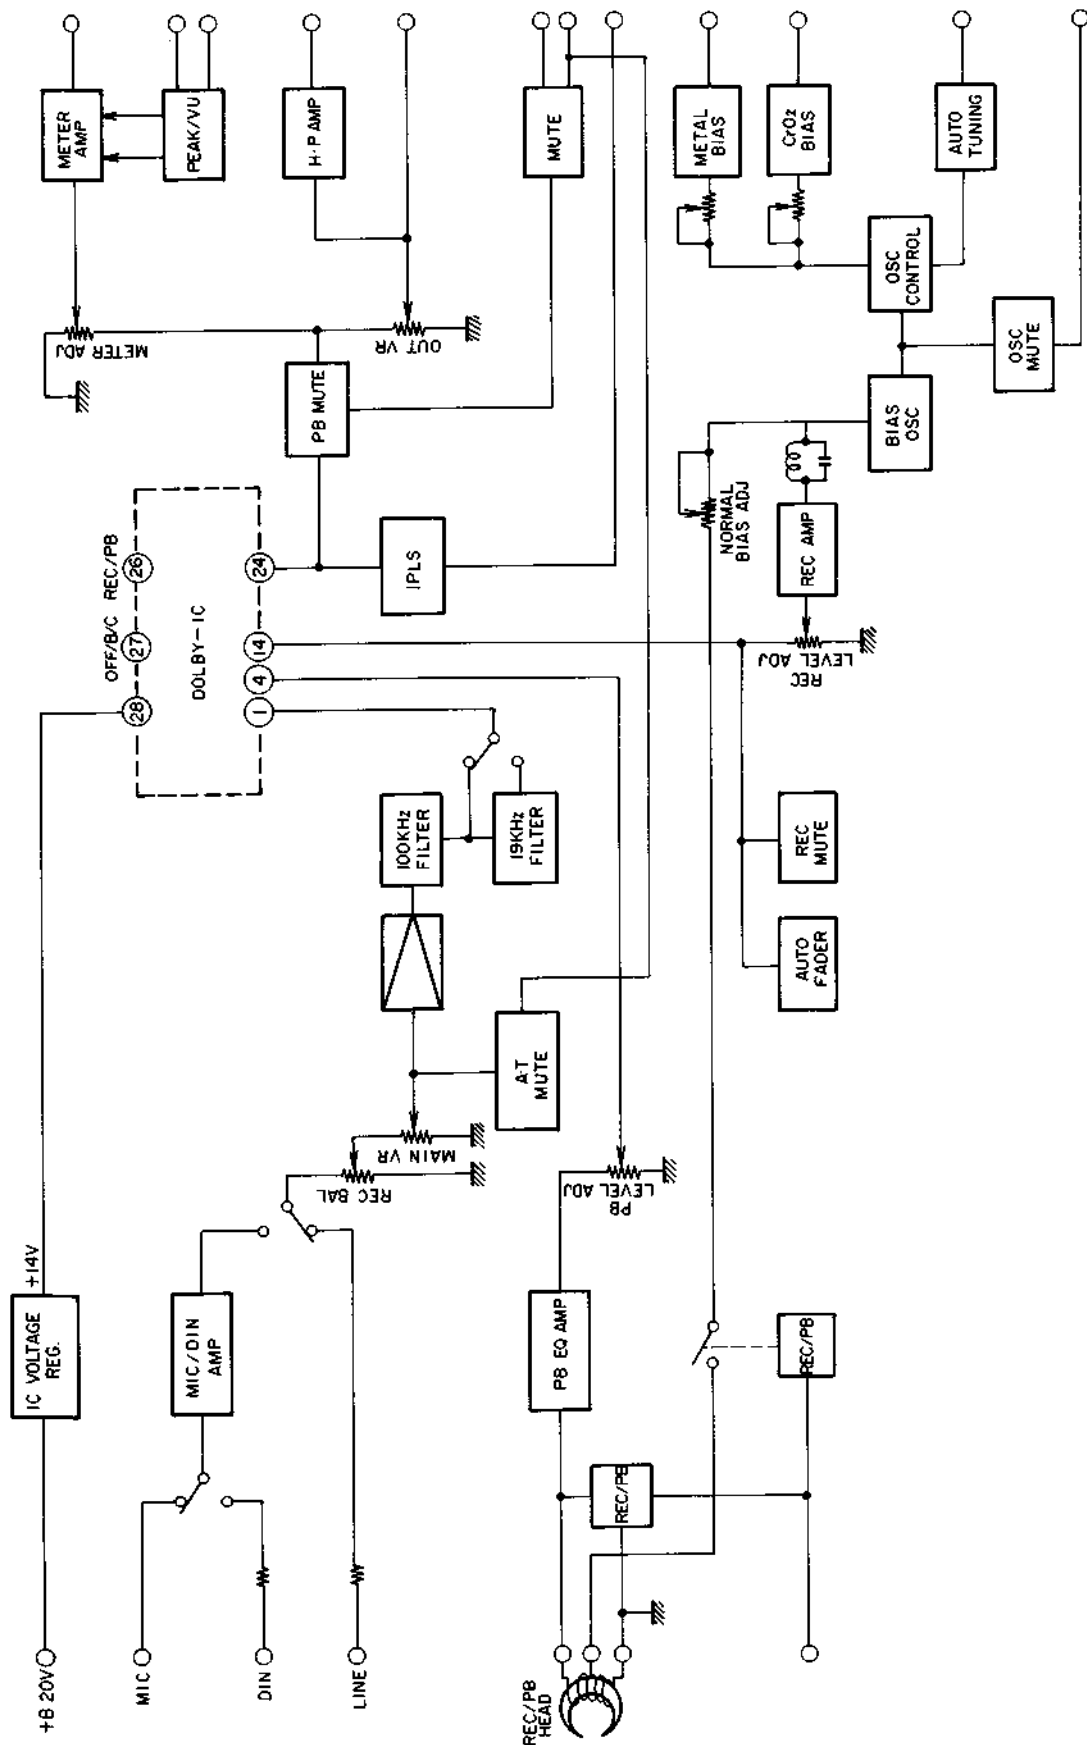 +B 20V
IC VOLTAGE
REG.
+14V
MIC
DIN
LINE
MIC/DIN
AMP
REC BAL
MAIN VR
A-T
MUTE
100KHz
FILTER
19KHz
FILTER
OFF/B/C
REC/PB
28
27
26
DOLBY-IC
1
4
14
24
IPLS
PB MUTE
METER ADJ
OUT VR
METER
AMP
PEAK/VU
H·P AMP
MUTE
REC/PB
HEAD
REC/PB
PB EQ AMP
PB
LEVEL ADJ
REC/PB
AUTO
FADER
REC
MUTE
REC
LEVEL ADJ
REC AMP
NORMAL
BIAS ADJ
BIAS
OSC
OSC
CONTROL
OSC
MUTE
METAL
BIAS
CrO2
BIAS
AUTO
TUNING